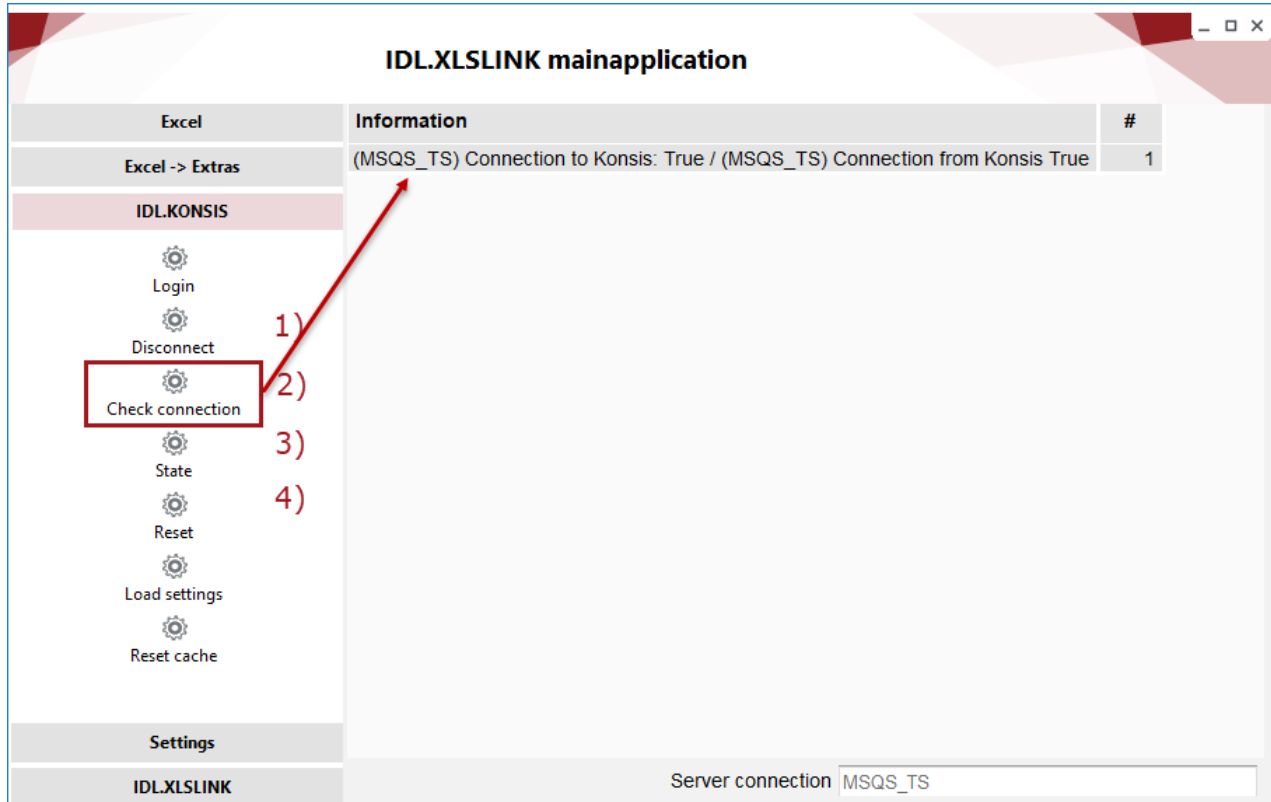 IDL.XLSLINK mainapplication
Excel
Information #
(MSQS_TS) Connection to Konsis: True / (MSQS_TS) Connection from Konsis True 1
Excel -> Extras
IDL.KONSIS
Login
1)
Disconnect
2)
Check connection
3)
State
4)
Reset
Load settings
Reset cache
Settings
IDL.XLSLINK
Server connection MSQS_TS